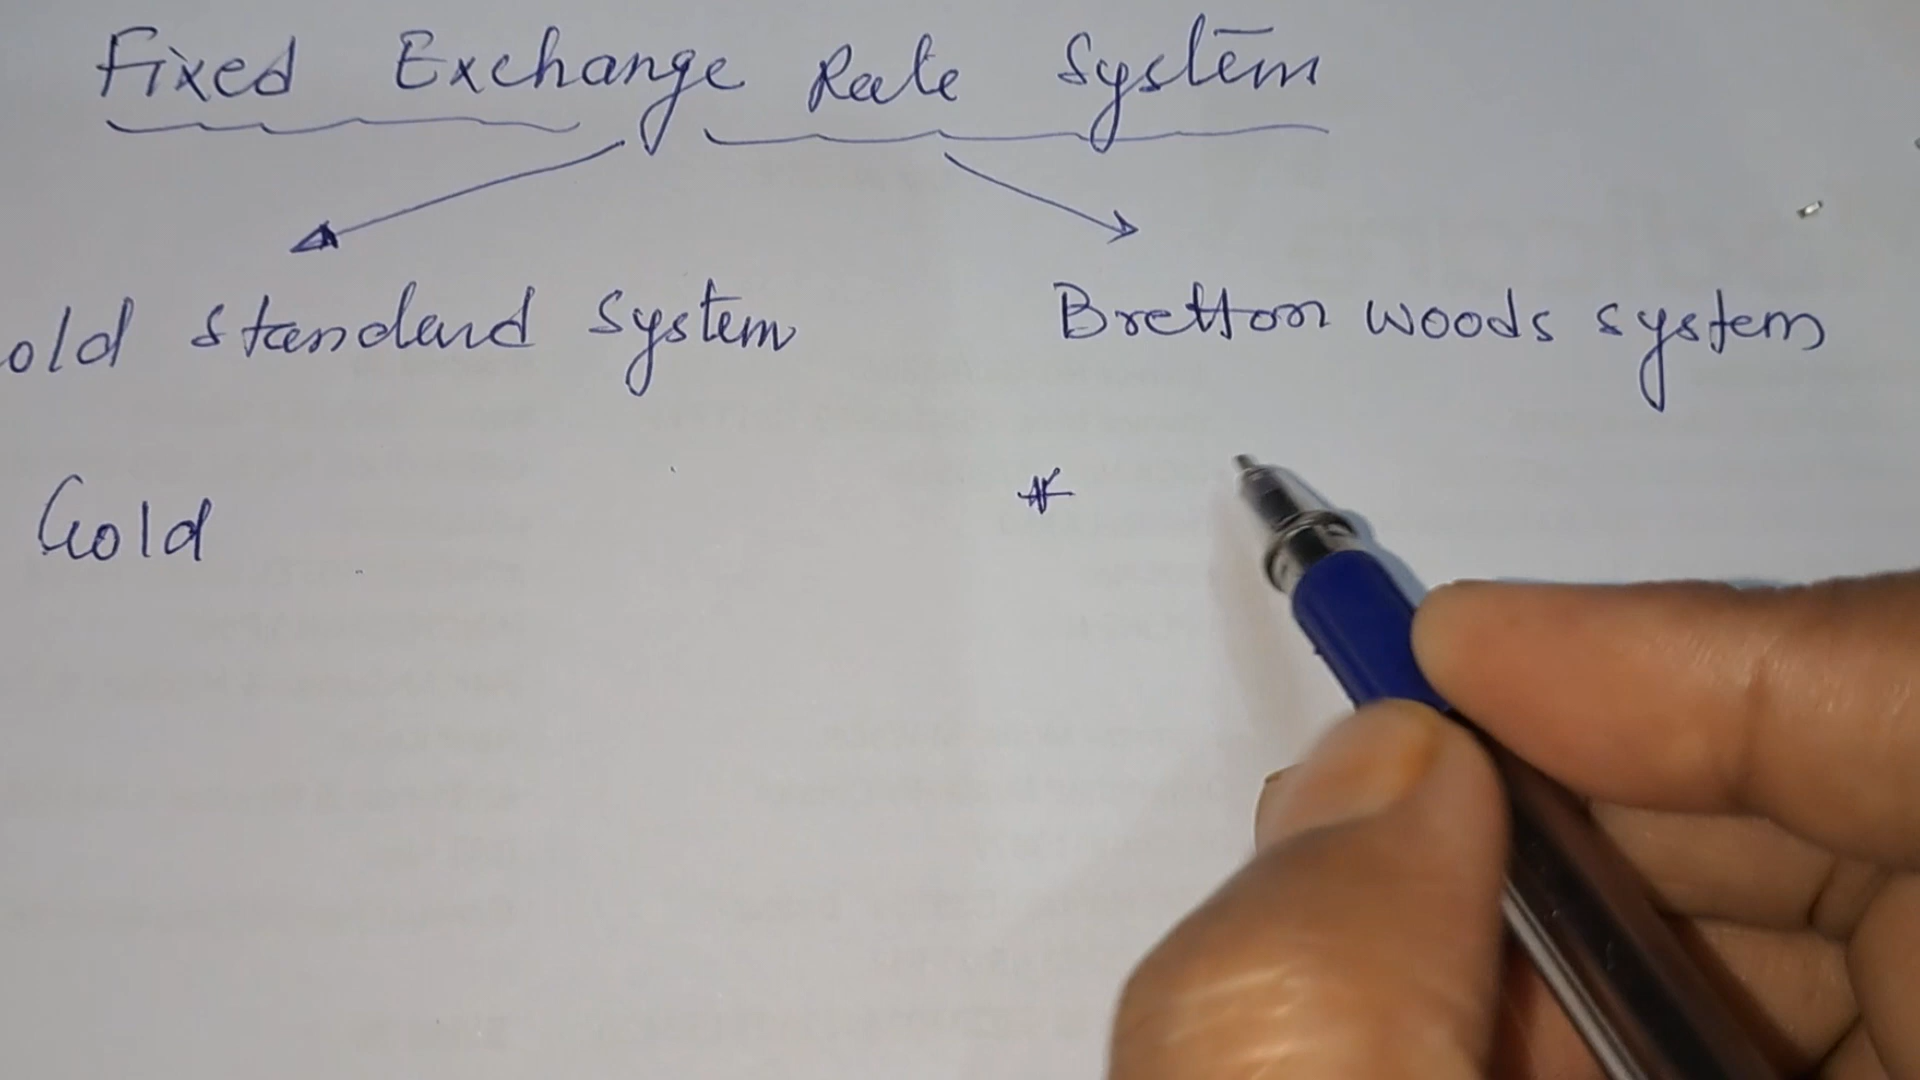 Fixed Exchange Rate System
old standard system
Bretton woods system
Gold
*